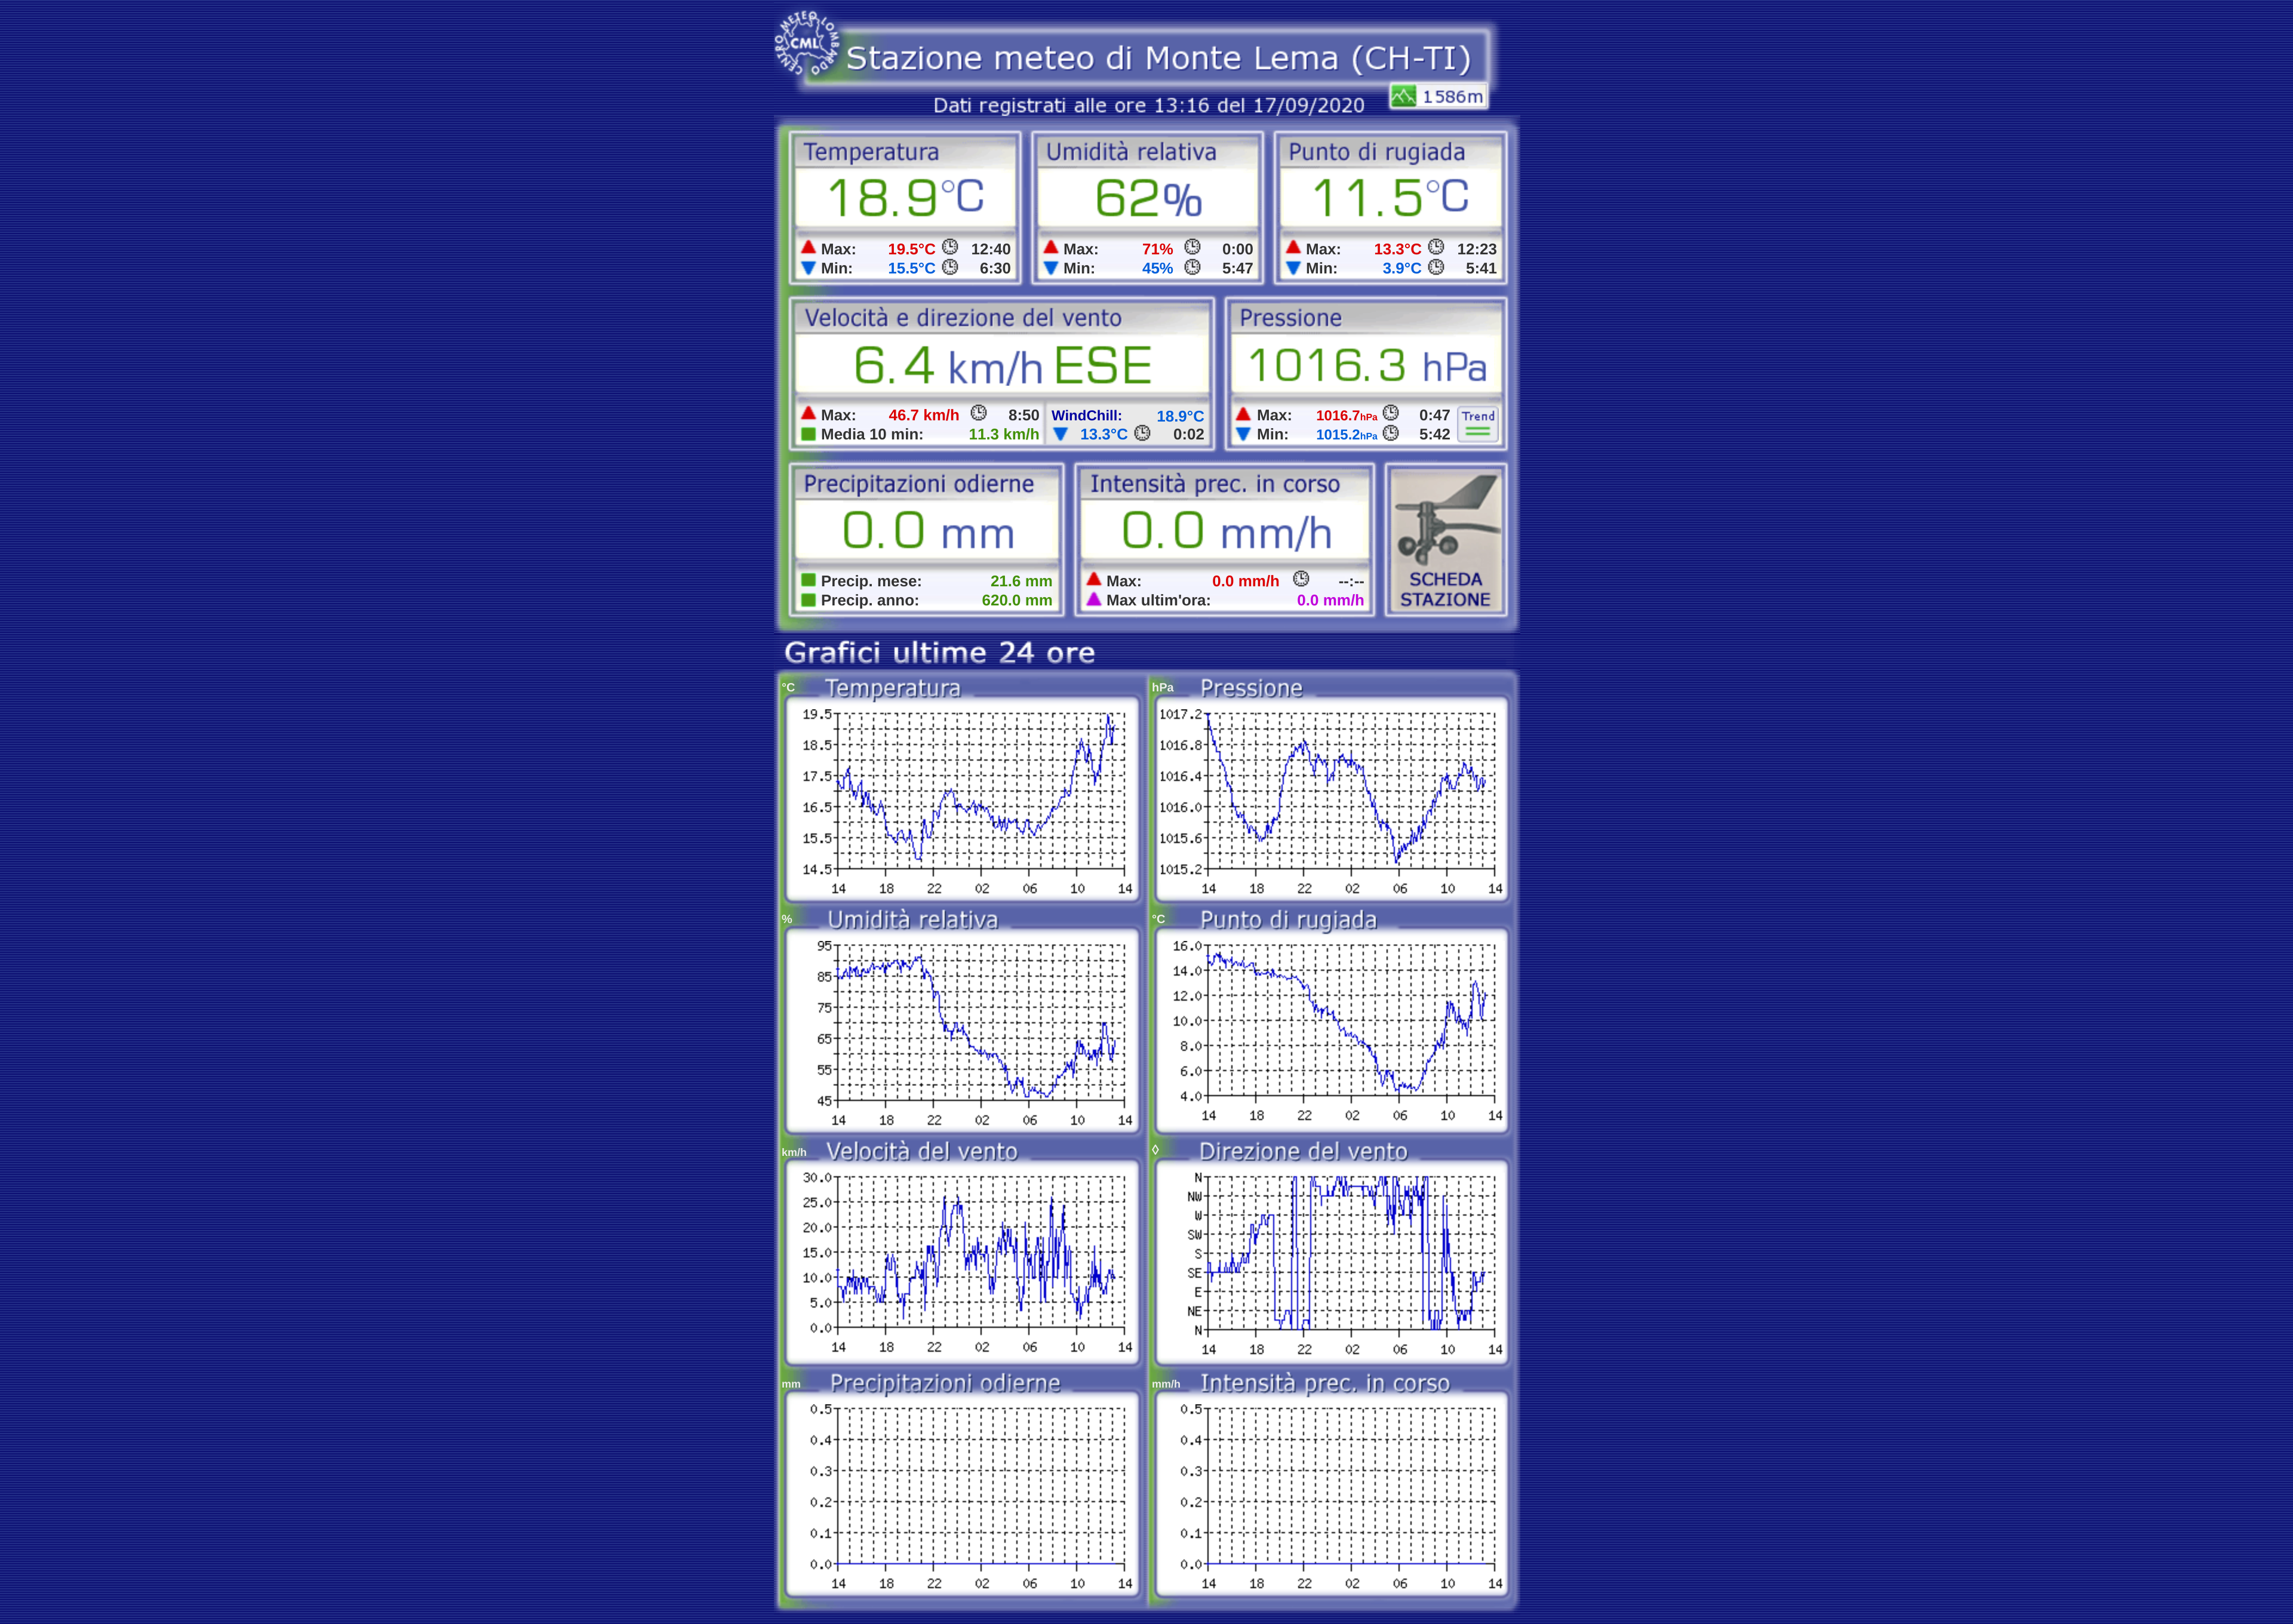 CENTRO METEO LOMBARDO
CML
Stazione meteo di Monte Lema (CH-TI)
Dati registrati alle ore 13:16 del 17/09/2020
1586m
Temperatura Umidità relativa Punto di rugiada
18.9°C 62% 11.5°C
Max: 19.5°C 12:40 Max: 71% 0:00 Max: 13.3°C 12:23
Min: 15.5°C 6:30 Min: 45% 5:47 Min: 3.9°C 5:41
Velocità e direzione del vento Pressione
6.4 km/h ESE 1016.3 hPa
Max: 46.7 km/h 8:50 WindChill: 18.9°C Max: 1016.7hPa 0:47 Trend
Media 10 min: 11.3 km/h 13.3°C 0:02 Min: 1015.2hPa 5:42
Precipitazioni odierne Intensità prec. in corso
0.0 mm 0.0 mm/h
Precip. mese: 21.6 mm Max: 0.0 mm/h --:-- SCHEDA
Precip. anno: 620.0 mm Max ultim'ora: 0.0 mm/h STAZIONE
Grafici ultime 24 ore
°C Temperatura
19.5
18.5
17.5
16.5
15.5
14.5
14 18 22 02 06 10 14
hPa Pressione
1017.2
1016.8
1016.4
1016.0
1015.6
1015.2
14 18 22 02 06 10 14
% Umidità relativa
95
85
75
65
55
45
14 18 22 02 06 10 14
°C Punto di rugiada
16.0
14.0
12.0
10.0
8.0
6.0
4.0
14 18 22 02 06 10 14
km/h Velocità del vento
30.0
25.0
20.0
15.0
10.0
5.0
0.0
14 18 22 02 06 10 14
◊ Direzione del vento
N
NW
W
SW
S
SE
E
NE
N
14 18 22 02 06 10 14
mm Precipitazioni odierne
0.5
0.4
0.3
0.2
0.1
0.0
14 18 22 02 06 10 14
mm/h Intensità prec. in corso
0.5
0.4
0.3
0.2
0.1
0.0
14 18 22 02 06 10 14